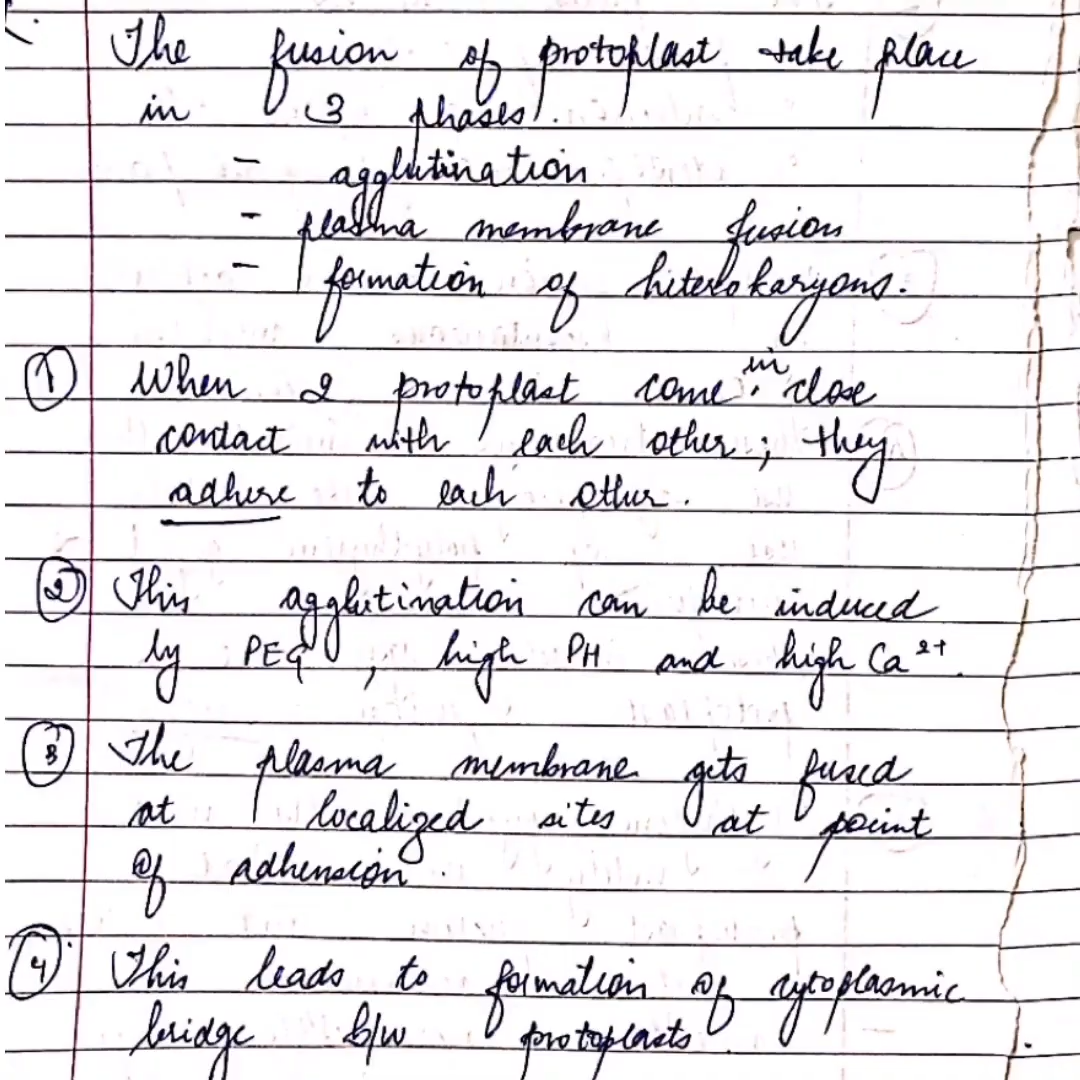 The fusion of protoplast take place
in 3 phases.
- agglutination
- plasma membrane fusion
- formation of heterokaryons.
① When 2 protoplast come in close
contact with each other; they
adhere to each other.
② This agglutination can be induced
by PEG, high PH and high Ca²⁺.
③ The plasma membrane gets fused
at localized sites at point
of adhension.
④ This leads to formation of cytoplasmic
bridge b/w protoplasts.